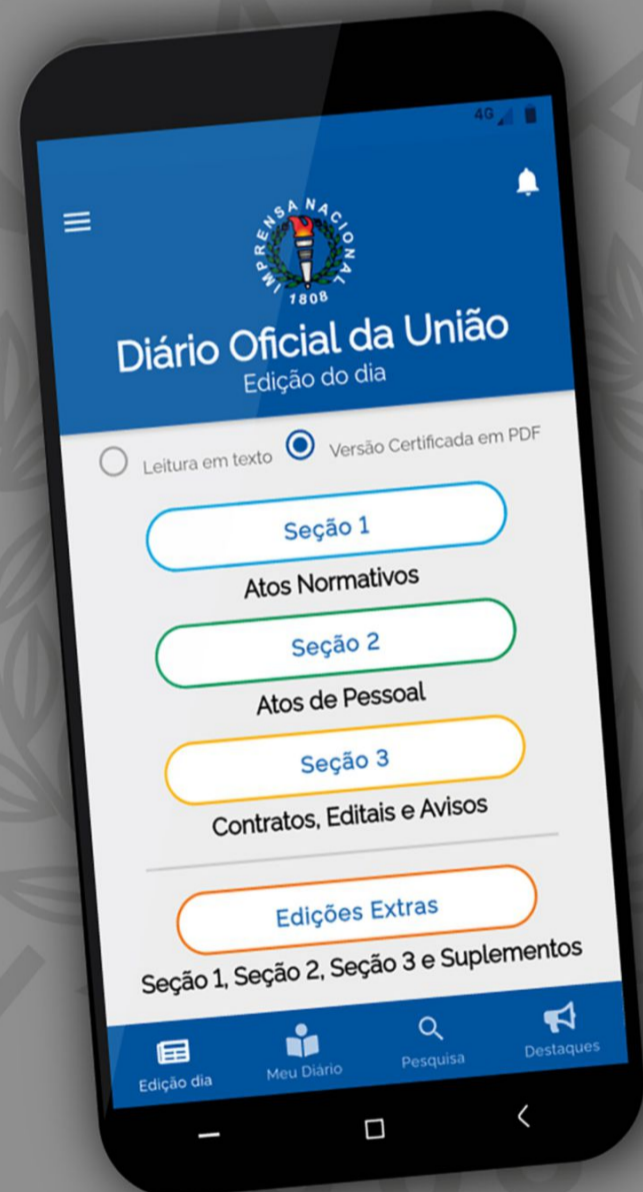 4G
IMPRENSA NACIONAL
1808
Diário Oficial da União
Edição do dia
Leitura em texto Versão Certificada em PDF
Seção 1
Atos Normativos
Seção 2
Atos de Pessoal
Seção 3
Contratos, Editais e Avisos
Edições Extras
Seção 1, Seção 2, Seção 3 e Suplementos
Edição dia Meu Diário Pesquisa Destaques